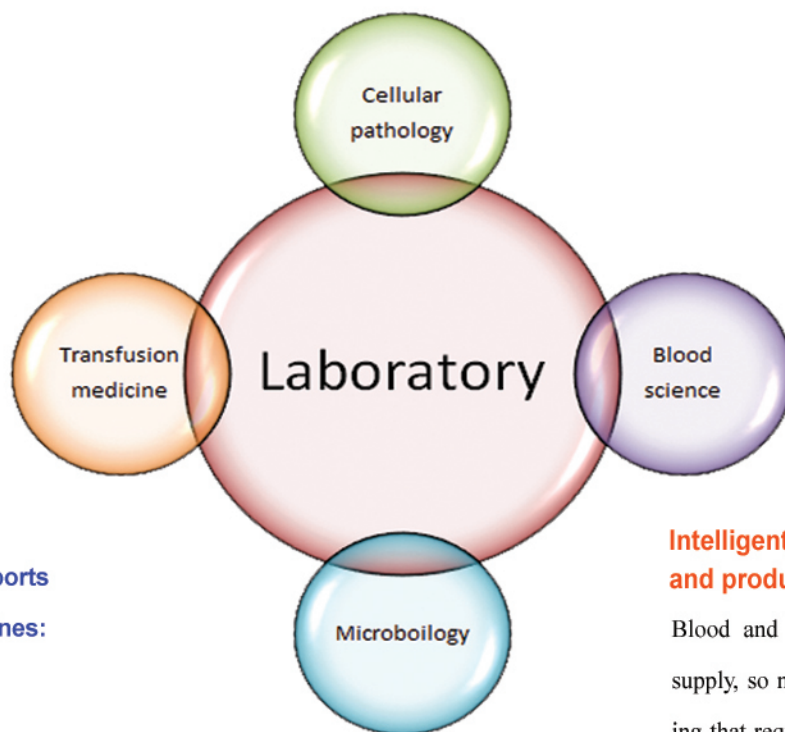 Cellular
pathology
Transfusion
medicine
Laboratory
Blood
science
Microboilogy
ports
nes:
Intelligent
and produ
Blood and
supply, so n
ing that req